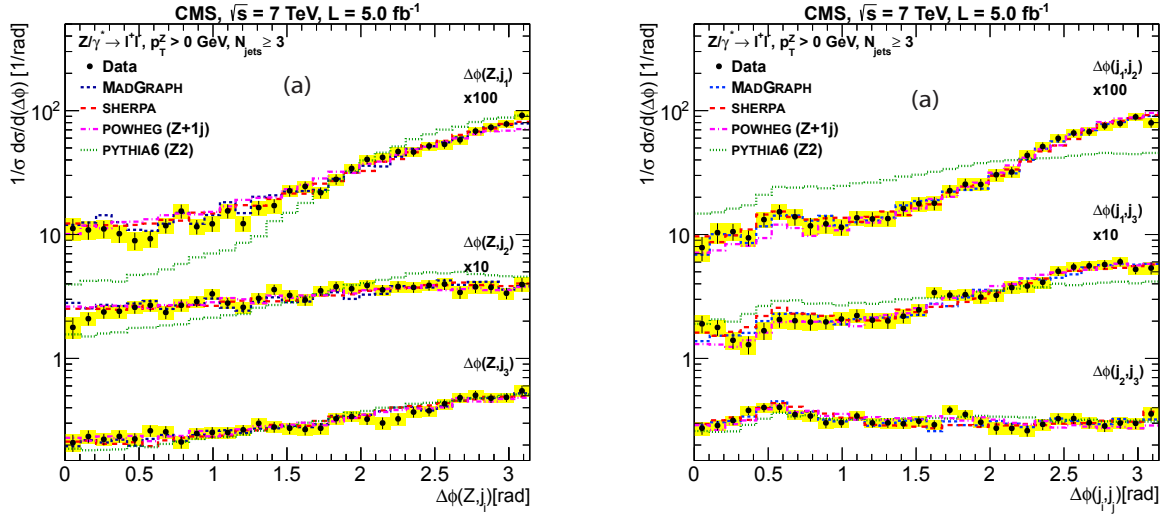 CMS, √s = 7 TeV, L = 5.0 fb⁻¹
Z/γ* → l⁺l⁻, p_T^Z > 0 GeV, N_jets ≥ 3
Data
MADGRAPH
SHERPA
POWHEG (Z+1j)
PYTHIA6 (Z2)
(a)
Δϕ(Z,j₁)
x100
Δϕ(Z,j₂)
x10
Δϕ(Z,j₃)
1/σ dσ/d(Δϕ) [1/rad]
10²
10
1
0 0.5 1 1.5 2 2.5 3
Δϕ(Z,j_i)[rad]
CMS, √s = 7 TeV, L = 5.0 fb⁻¹
Z/γ* → l⁺l⁻, p_T^Z > 0 GeV, N_jets ≥ 3
Data
MADGRAPH
SHERPA
POWHEG (Z+1j)
PYTHIA6 (Z2)
(a)
Δϕ(j₁,j₂)
x100
Δϕ(j₁,j₃)
x10
Δϕ(j₂,j₃)
1/σ dσ/d(Δϕ) [1/rad]
10²
10
1
0 0.5 1 1.5 2 2.5 3
Δϕ(j_i,j_j)[rad]